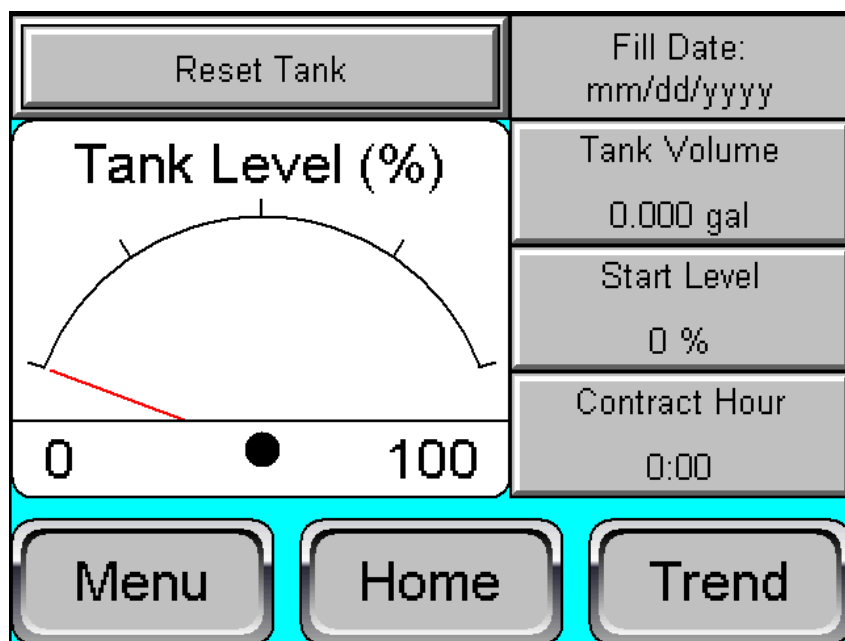 Reset Tank
Fill Date:
mm/dd/yyyy
Tank Level (%)
0
100
Tank Volume
0.000 gal
Start Level
0 %
Contract Hour
0:00
Menu
Home
Trend